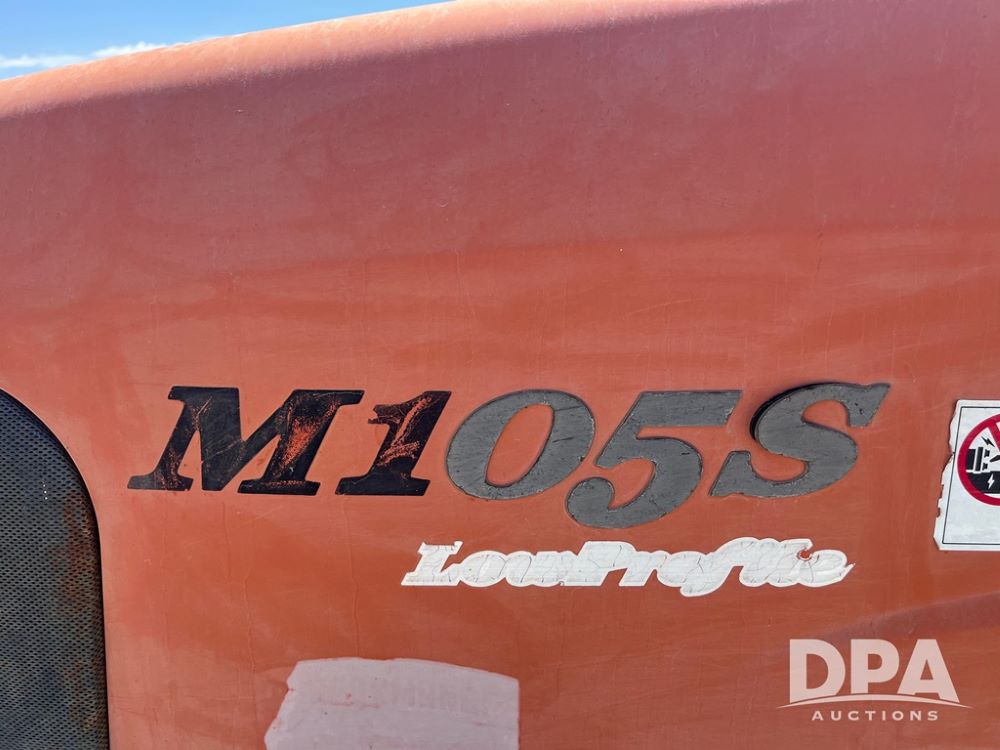 M105S
LowProfile
DPA
AUCTIONS